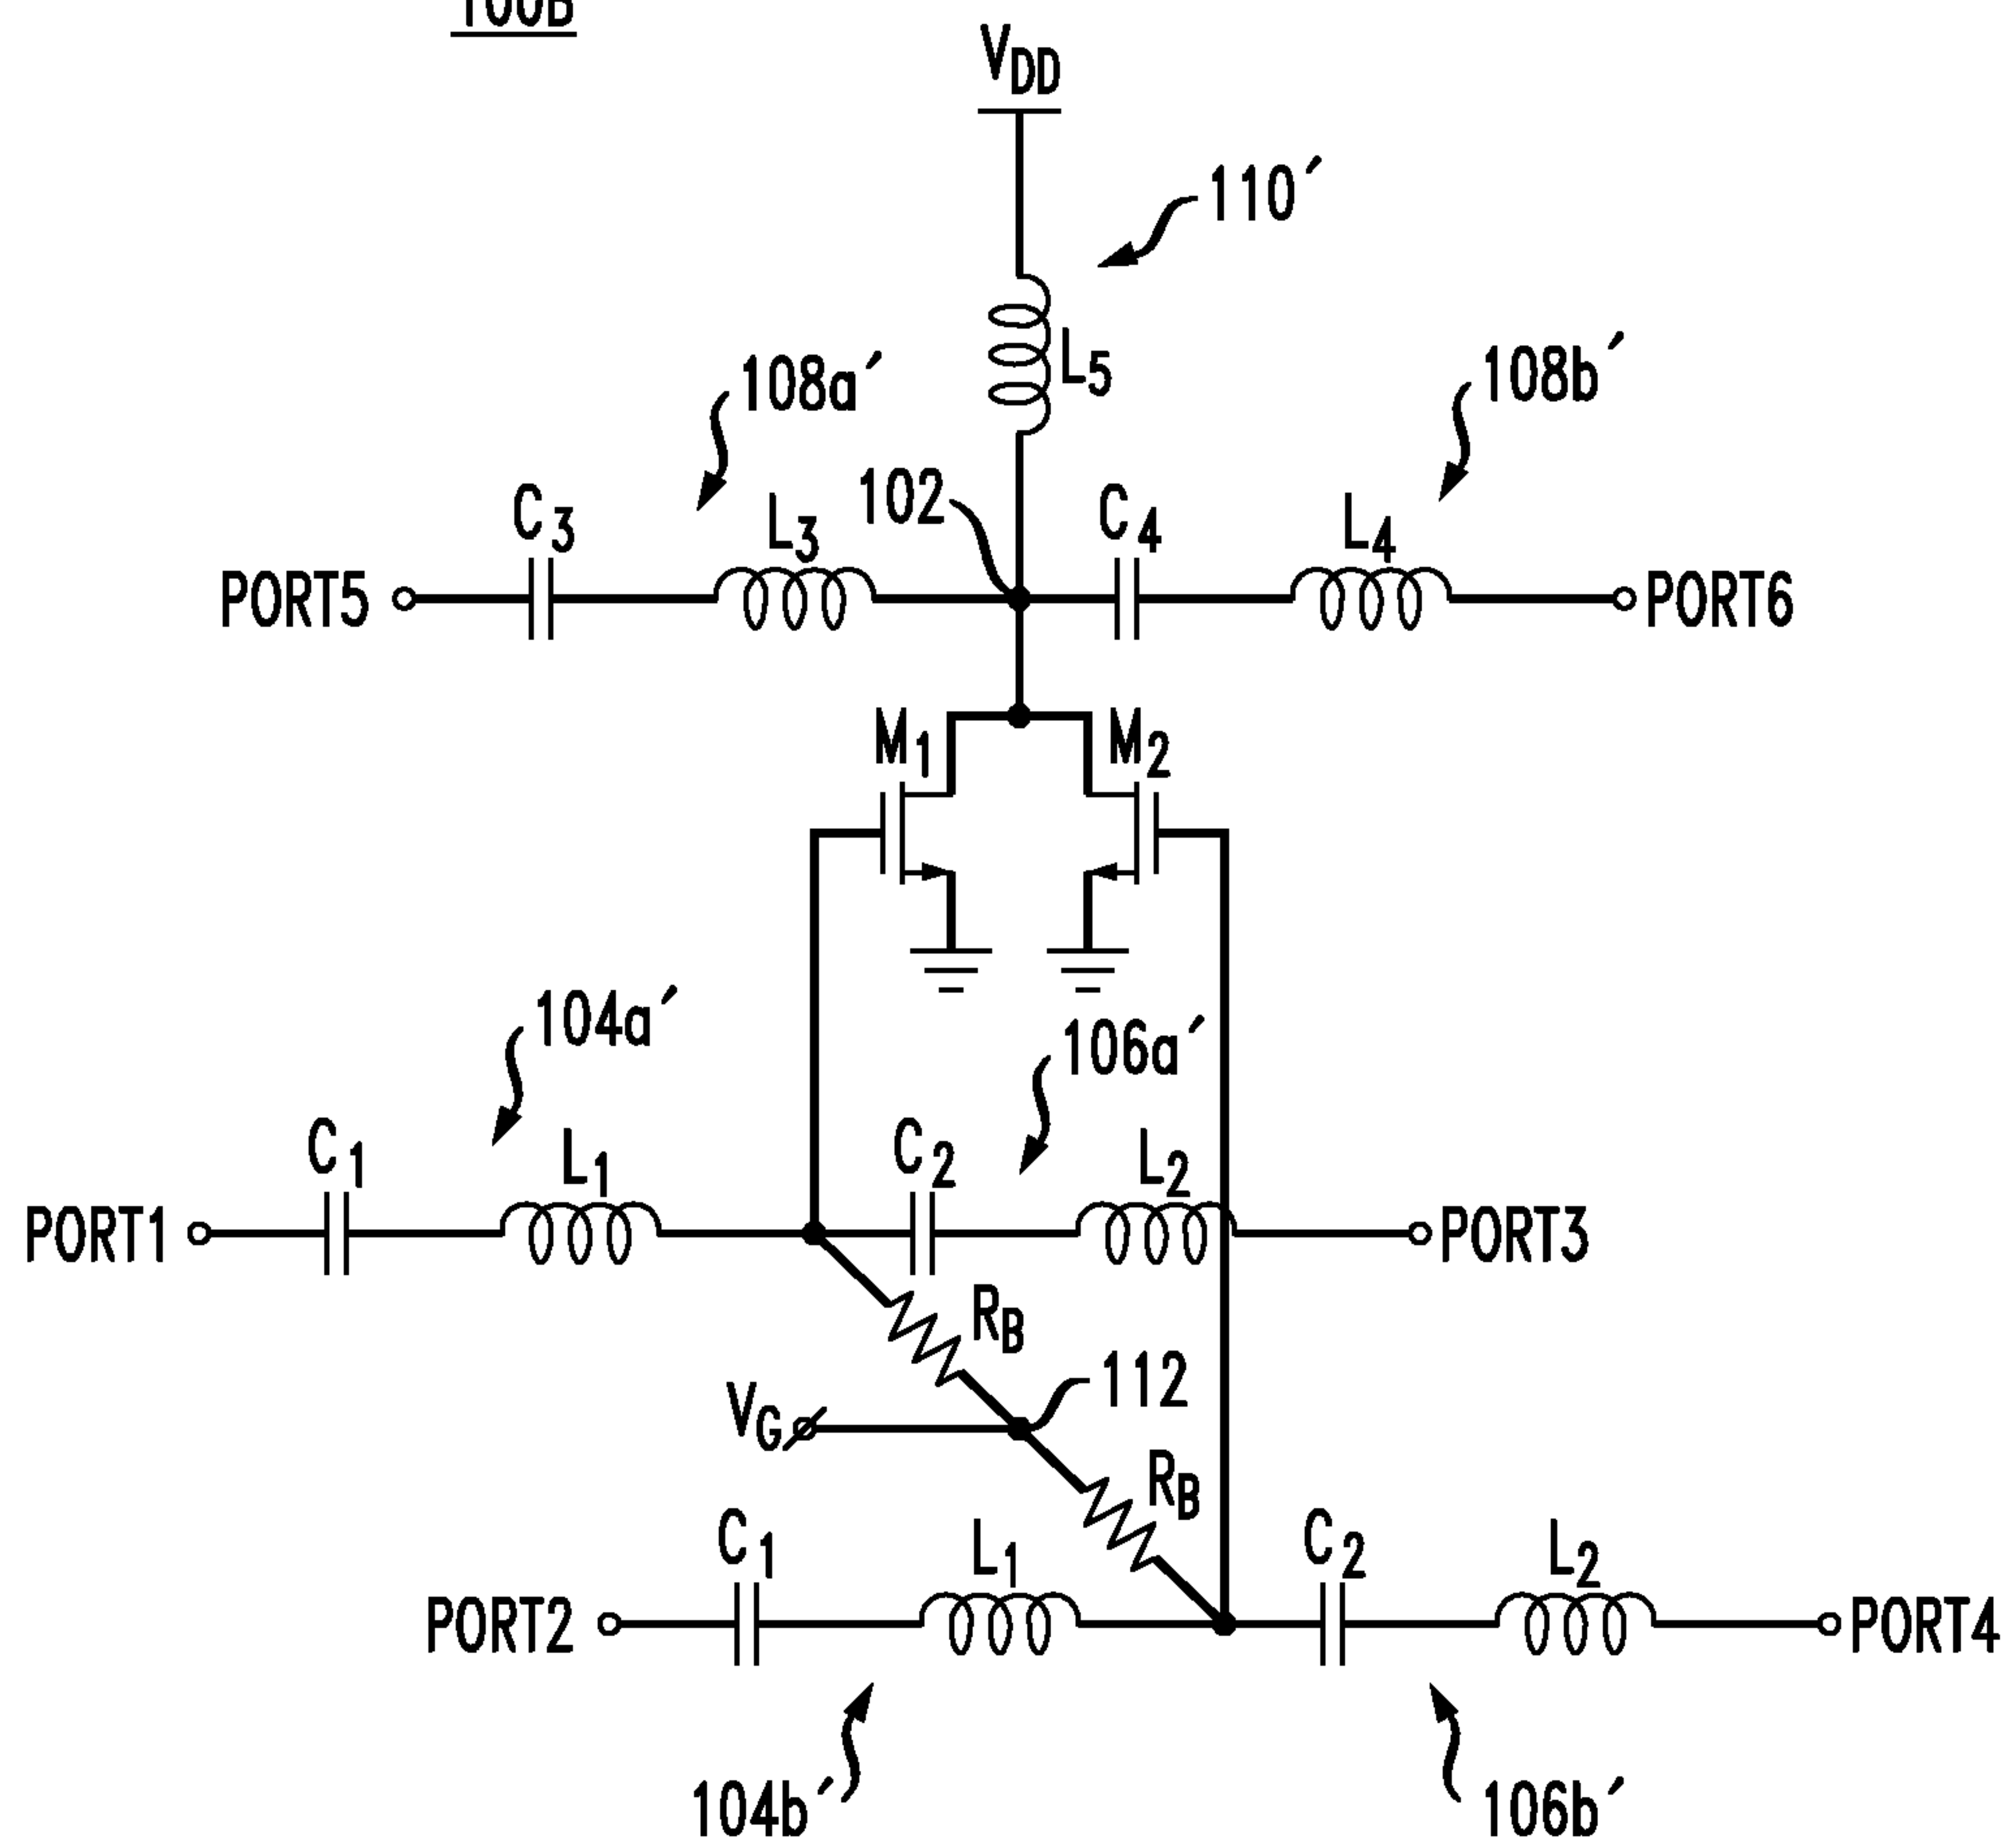 100B
VDD
110′
L5
108a′
108b′
102
C3
L3
C4
L4
PORT5
PORT6
M1
M2
104a′
106a′
C1
L1
C2
L2
PORT1
PORT3
RB
112
VG
RB
C1
L1
C2
L2
PORT2
PORT4
104b′
106b′